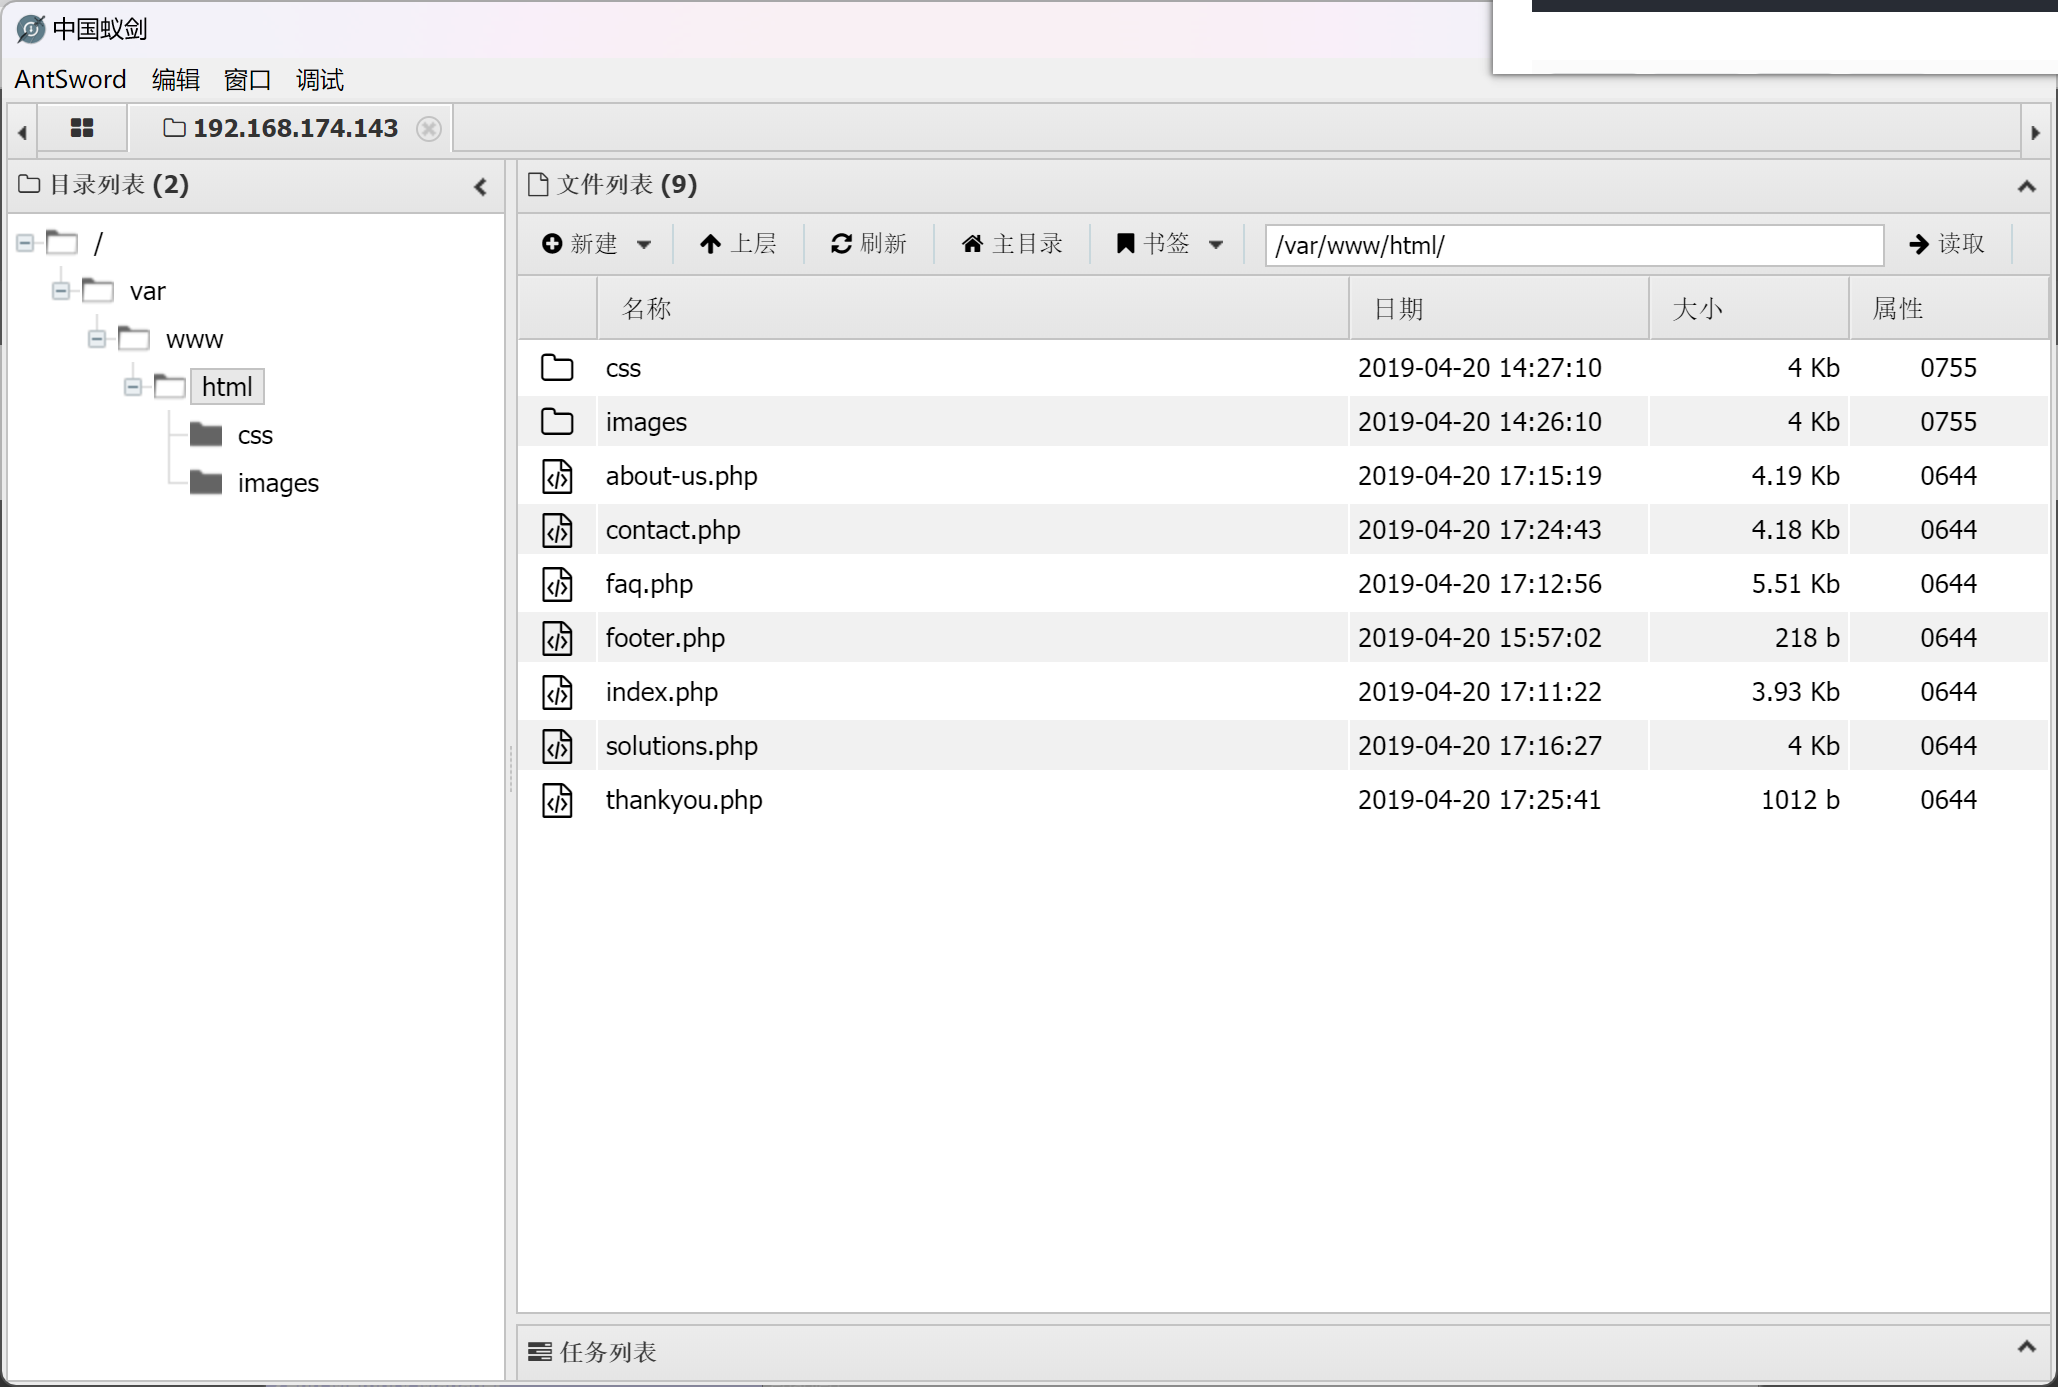 中国蚁剑
AntSword 编辑 窗口 调试
192.168.174.143
目录列表 (2)
/
var
www
html
css
images
文件列表 (9)
新建 上层 刷新 主目录 书签 /var/www/html/ 读取
名称 日期 大小 属性
css 2019-04-20 14:27:10 4 Kb 0755
images 2019-04-20 14:26:10 4 Kb 0755
about-us.php 2019-04-20 17:15:19 4.19 Kb 0644
contact.php 2019-04-20 17:24:43 4.18 Kb 0644
faq.php 2019-04-20 17:12:56 5.51 Kb 0644
footer.php 2019-04-20 15:57:02 218 b 0644
index.php 2019-04-20 17:11:22 3.93 Kb 0644
solutions.php 2019-04-20 17:16:27 4 Kb 0644
thankyou.php 2019-04-20 17:25:41 1012 b 0644
任务列表